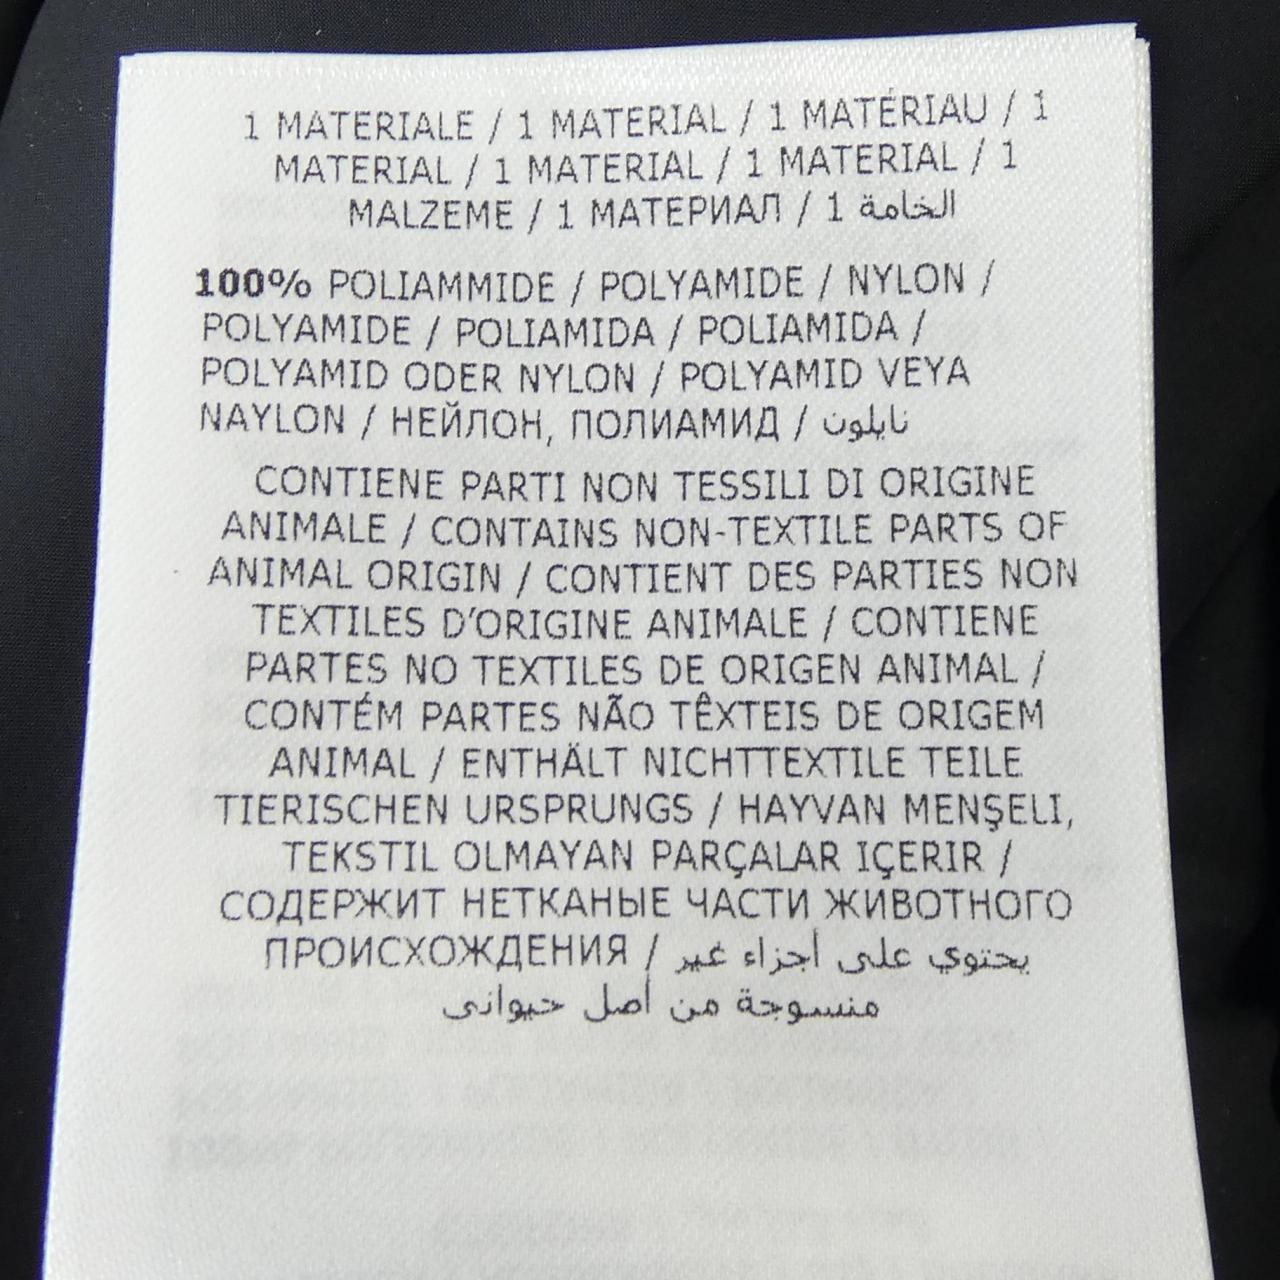 1 MATERIALE / 1 MATERIAL / 1 MATÉRIAU / 1
MATERIAL / 1 MATERIAL / 1 MATERIAL / 1
MALZEME / 1 МАТЕРИАЛ / 1 الخامة
100% POLIAMMIDE / POLYAMIDE / NYLON /
POLYAMIDE / POLIAMIDA / POLIAMIDA /
POLYAMID ODER NYLON / POLYAMID VEYA
NAYLON / НЕЙЛОН, ПОЛИАМИД / نايلون
CONTIENE PARTI NON TESSILI DI ORIGINE
ANIMALE / CONTAINS NON-TEXTILE PARTS OF
ANIMAL ORIGIN / CONTIENT DES PARTIES NON
TEXTILES D'ORIGINE ANIMALE / CONTIENE
PARTES NO TEXTILES DE ORIGEN ANIMAL /
CONTÉM PARTES NÃO TÊXTEIS DE ORIGEM
ANIMAL / ENTHÄLT NICHTTEXTILE TEILE
TIERISCHEN URSPRUNGS / HAYVAN MENŞELI,
TEKSTIL OLMAYAN PARÇALAR IÇERIR /
СОДЕРЖИТ НЕТКАНЫЕ ЧАСТИ ЖИВОТНОГО
ПРОИСХОЖДЕНИЯ / يحتوي على أجزاء غير
منسوجة من أصل حيوانى